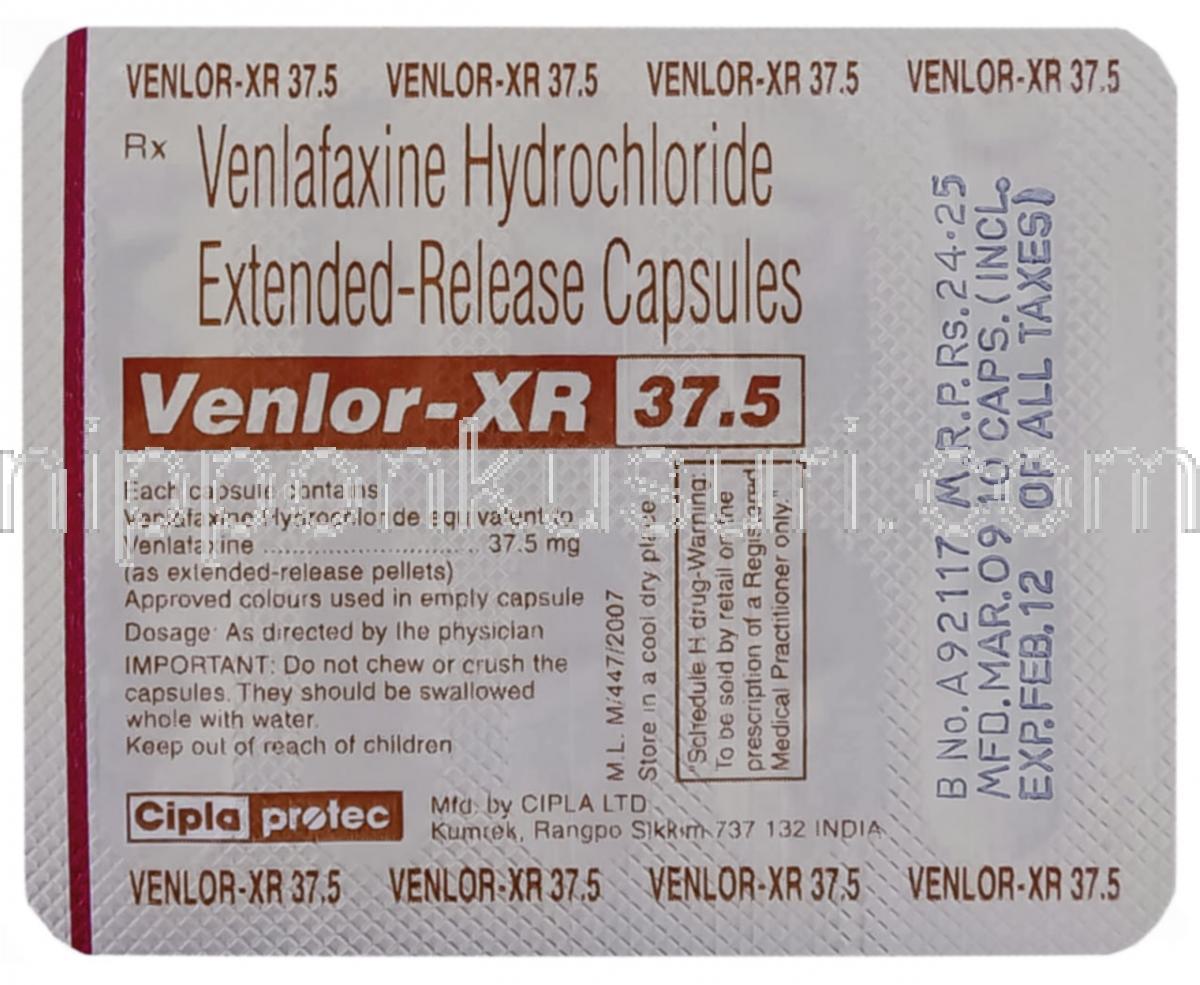 VENLOR-XR 37.5 VENLOR-XR 37.5 VENLOR-XR 37.5 VENLOR-XR 37.5
Rx Venlafaxine Hydrochloride
Extended-Release Capsules
Venlor-XR 37.5
Each capsule contains
Venlafaxine Hydrochloride equivalent to
Venlafaxine ................................ 37.5 mg
(as extended-release pellets)
Approved colours used in empty capsule
Dosage: As directed by the physician
IMPORTANT: Do not chew or crush the
capsules. They should be swallowed
whole with water.
Keep out of reach of children
M.L. M/447/2007
Store in a cool dry place
"Schedule H drug-Warning:
To be sold by retail on the
prescription of a Registered
Medical Practitioner only."
B No. A92117 M.R.P.Rs.24.25
MFD.MAR.09 10 CAPS.(INCL.
EXP.FEB.12 OF ALL TAXES)
Cipla protec
Mfd. by CIPLA LTD.
Kumrek, Rangpo Sikkim 737 132 INDIA
VENLOR-XR 37.5 VENLOR-XR 37.5 VENLOR-XR 37.5 VENLOR-XR 37.5
nipponkusuri.com